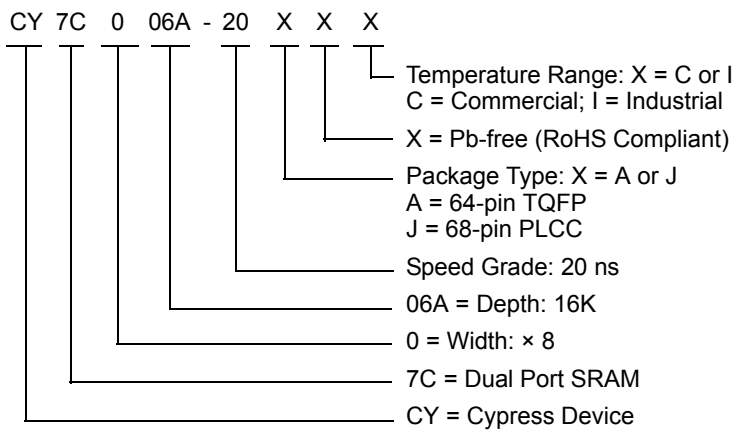 CY 7C 0 06A - 20 X X X
Temperature Range: X = C or I
C = Commercial; I = Industrial
X = Pb-free (RoHS Compliant)
Package Type: X = A or J
A = 64-pin TQFP
J = 68-pin PLCC
Speed Grade: 20 ns
06A = Depth: 16K
0 = Width: × 8
7C = Dual Port SRAM
CY = Cypress Device